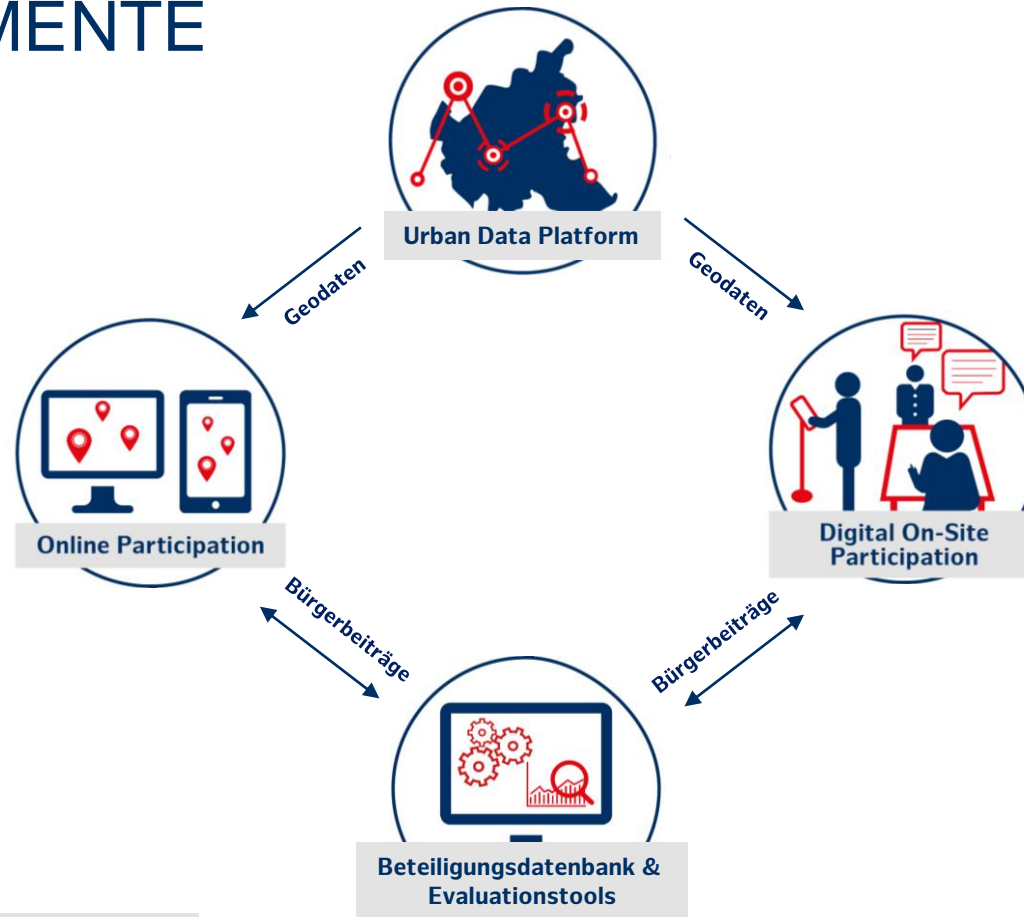 MENTE
Urban Data Platform
Geodaten
Geodaten
Online Participation
Digital On-Site
Participation
Bürgerbeiträge
Bürgerbeiträge
Beteiligungsdatenbank &
Evaluationstools